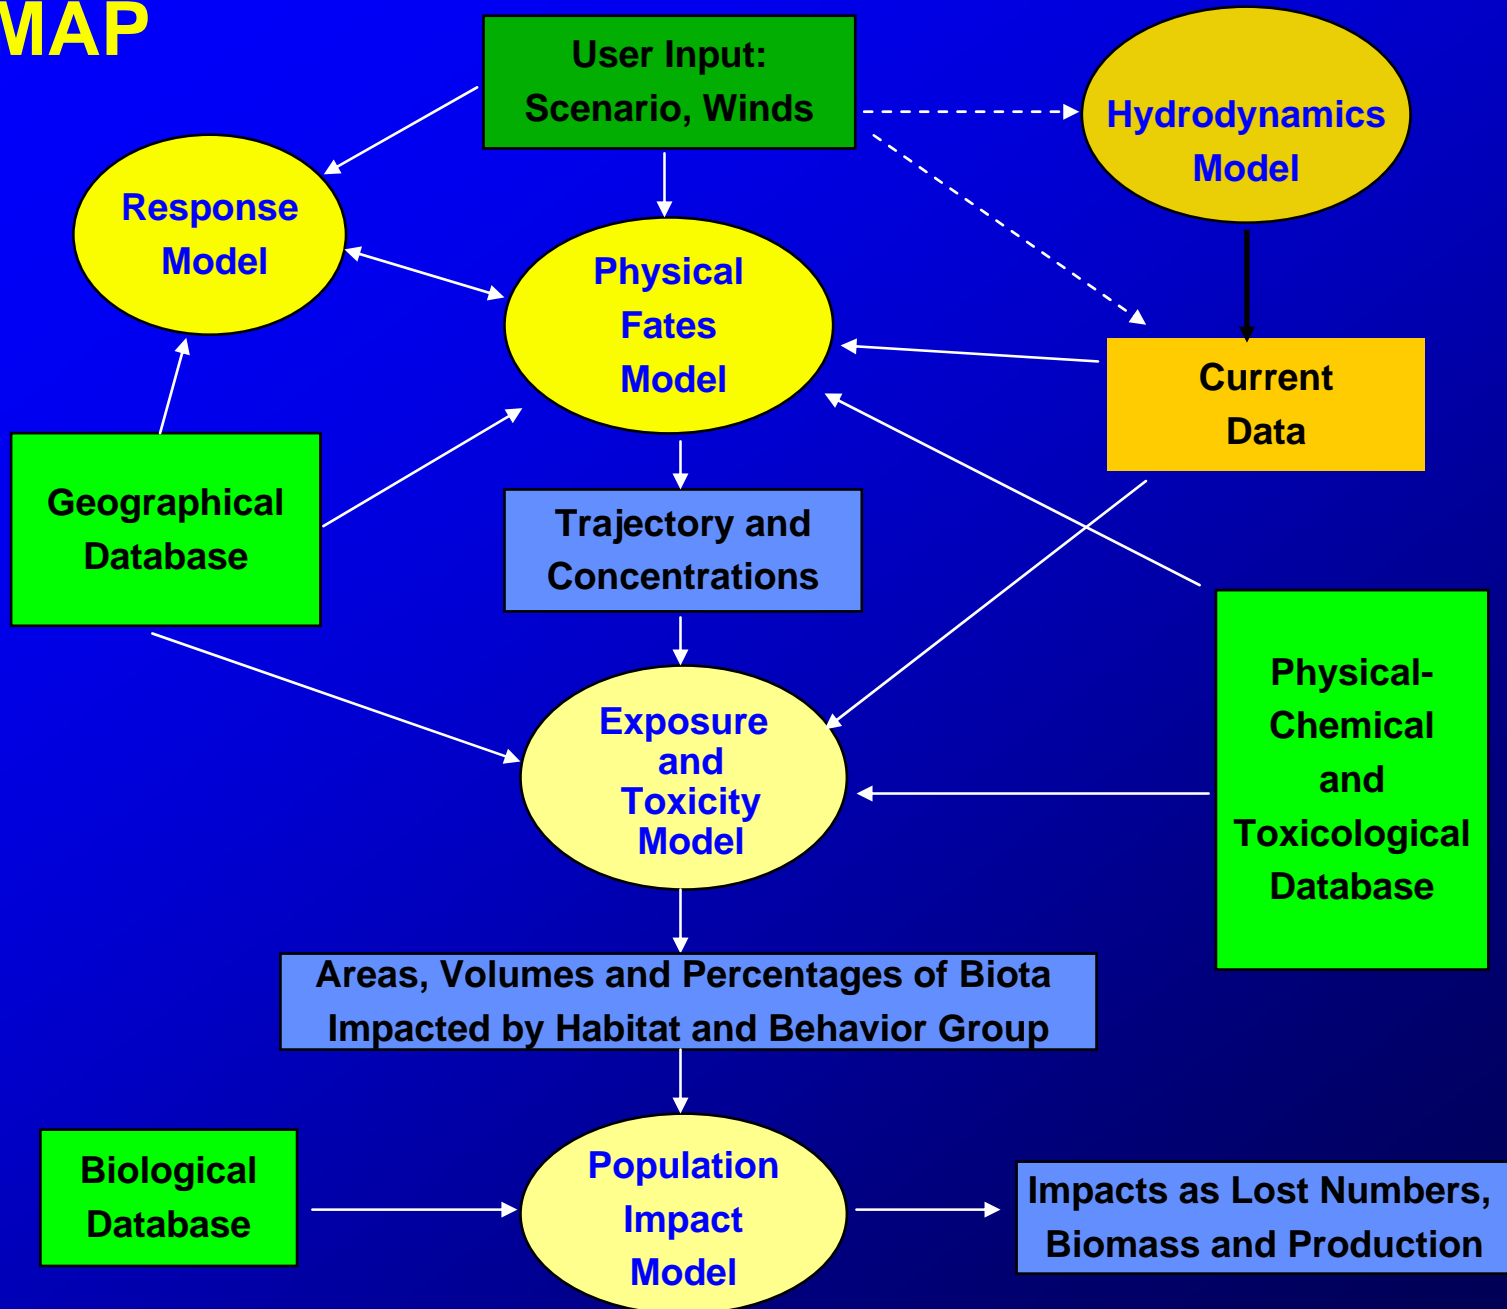 MAP
User Input:
Scenario, Winds
Hydrodynamics
Model
Response
Model
Physical
Fates
Model
Current
Data
Geographical
Database
Trajectory and
Concentrations
Physical-
Chemical
and
Toxicological
Database
Exposure
and
Toxicity
Model
Areas, Volumes and Percentages of Biota
Impacted by Habitat and Behavior Group
Biological
Database
Population
Impact
Model
Impacts as Lost Numbers,
Biomass and Production